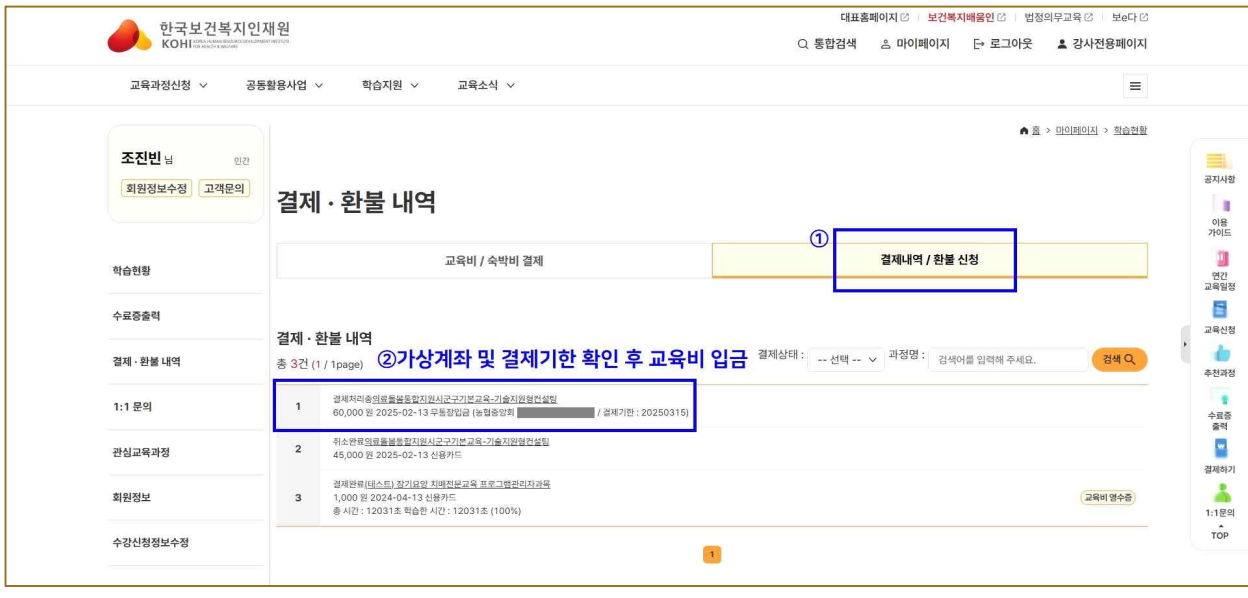 한국보건복지인재원
KOHI KOREA HUMAN RESOURCE DEVELOPMENT INSTITUTE FOR HEALTH & WELFARE
대표홈페이지 보건복지배움인 법정의무교육 보e다
통합검색 마이페이지 로그아웃 강사전용페이지
교육과정신청 공동활용사업 학습지원 교육소식
홈 > 마이페이지 > 학습현황
조진빈 님 민간
회원정보수정 고객문의
학습현황
수료증출력
결제 · 환불 내역
1:1 문의
관심교육과정
회원정보
수강신청정보수정
결제 · 환불 내역
교육비 / 숙박비 결제
① 결제내역 / 환불 신청
결제 · 환불 내역
총 3건 (1 / 1page)
②가상계좌 및 결제기한 확인 후 교육비 입금
결제상태 : -- 선택 -- 과정명 : 검색어를 입력해 주세요. 검색
1
결제처리중의료돌봄통합지원시군구기본교육-기술지원형컨설팅
60,000 원 2025-02-13 무통장입금 (농협중앙회 / 결제기한 : 20250315)
2
취소완료의료돌봄통합지원시군구기본교육-기술지원형컨설팅
45,000 원 2025-02-13 신용카드
3
결제완료(테스트) 장기요양 치매전문교육 프로그램관리자과목
1,000 원 2024-04-13 신용카드
총 시간 : 12031초 학습한 시간 : 12031초 (100%)
교육비 영수증
1
공지사항
이용
가이드
연간
교육일정
교육신청
추천과정
수료증
출력
결제하기
1:1문의
TOP